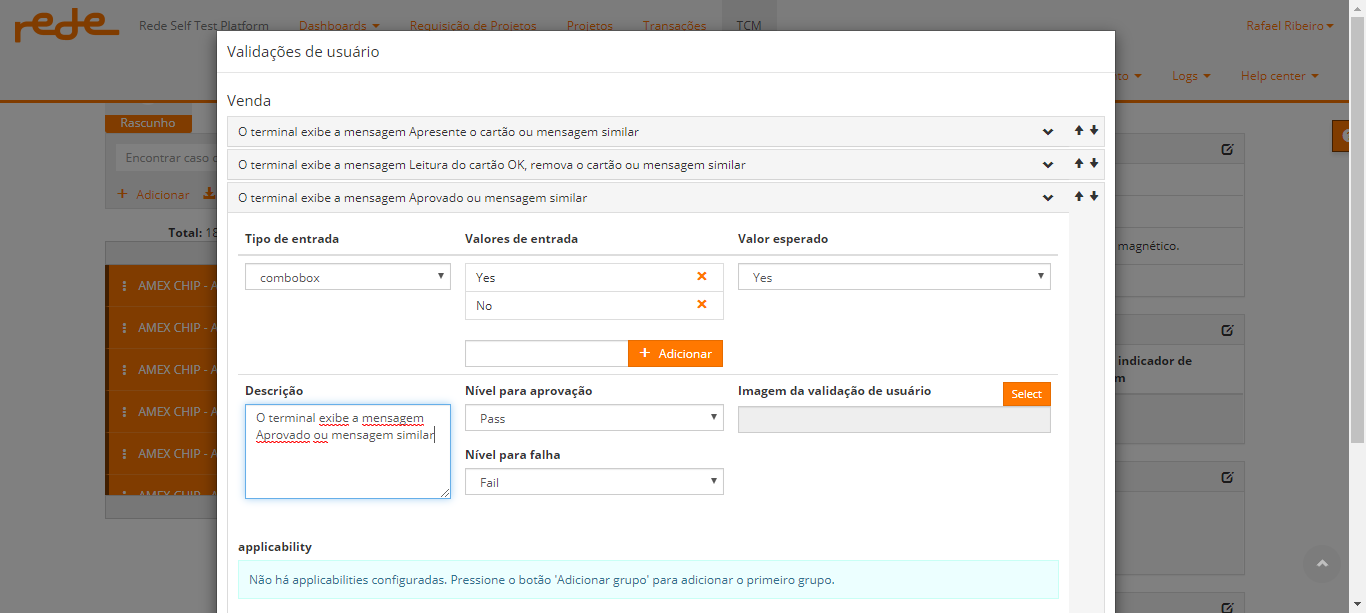 rede Rede Self Test Platform Dashboards Requisição de Projetos Projetos Transações TCM Rafael Ribeiro
Validações de usuário
Logs Help center
Venda
Rascunho
O terminal exibe a mensagem Apresente o cartão ou mensagem similar
Encontrar caso
O terminal exibe a mensagem Leitura do cartão OK, remova o cartão ou mensagem similar
+ Adicionar
O terminal exibe a mensagem Aprovado ou mensagem similar
Total: 18
Tipo de entrada Valores de entrada Valor esperado
magnético.
combobox Yes Yes
AMEX CHIP - A
No
AMEX CHIP - A
+ Adicionar
indicador de
AMEX CHIP - A
Descrição Nível para aprovação Imagem da validação de usuário Select
O terminal exibe a mensagem
Aprovado ou mensagem similar
Pass
AMEX CHIP - A
AMEX CHIP - A
Nível para falha
Fail
AMEX CHIP - A
applicability
Não há applicabilities configuradas. Pressione o botão 'Adicionar grupo' para adicionar o primeiro grupo.